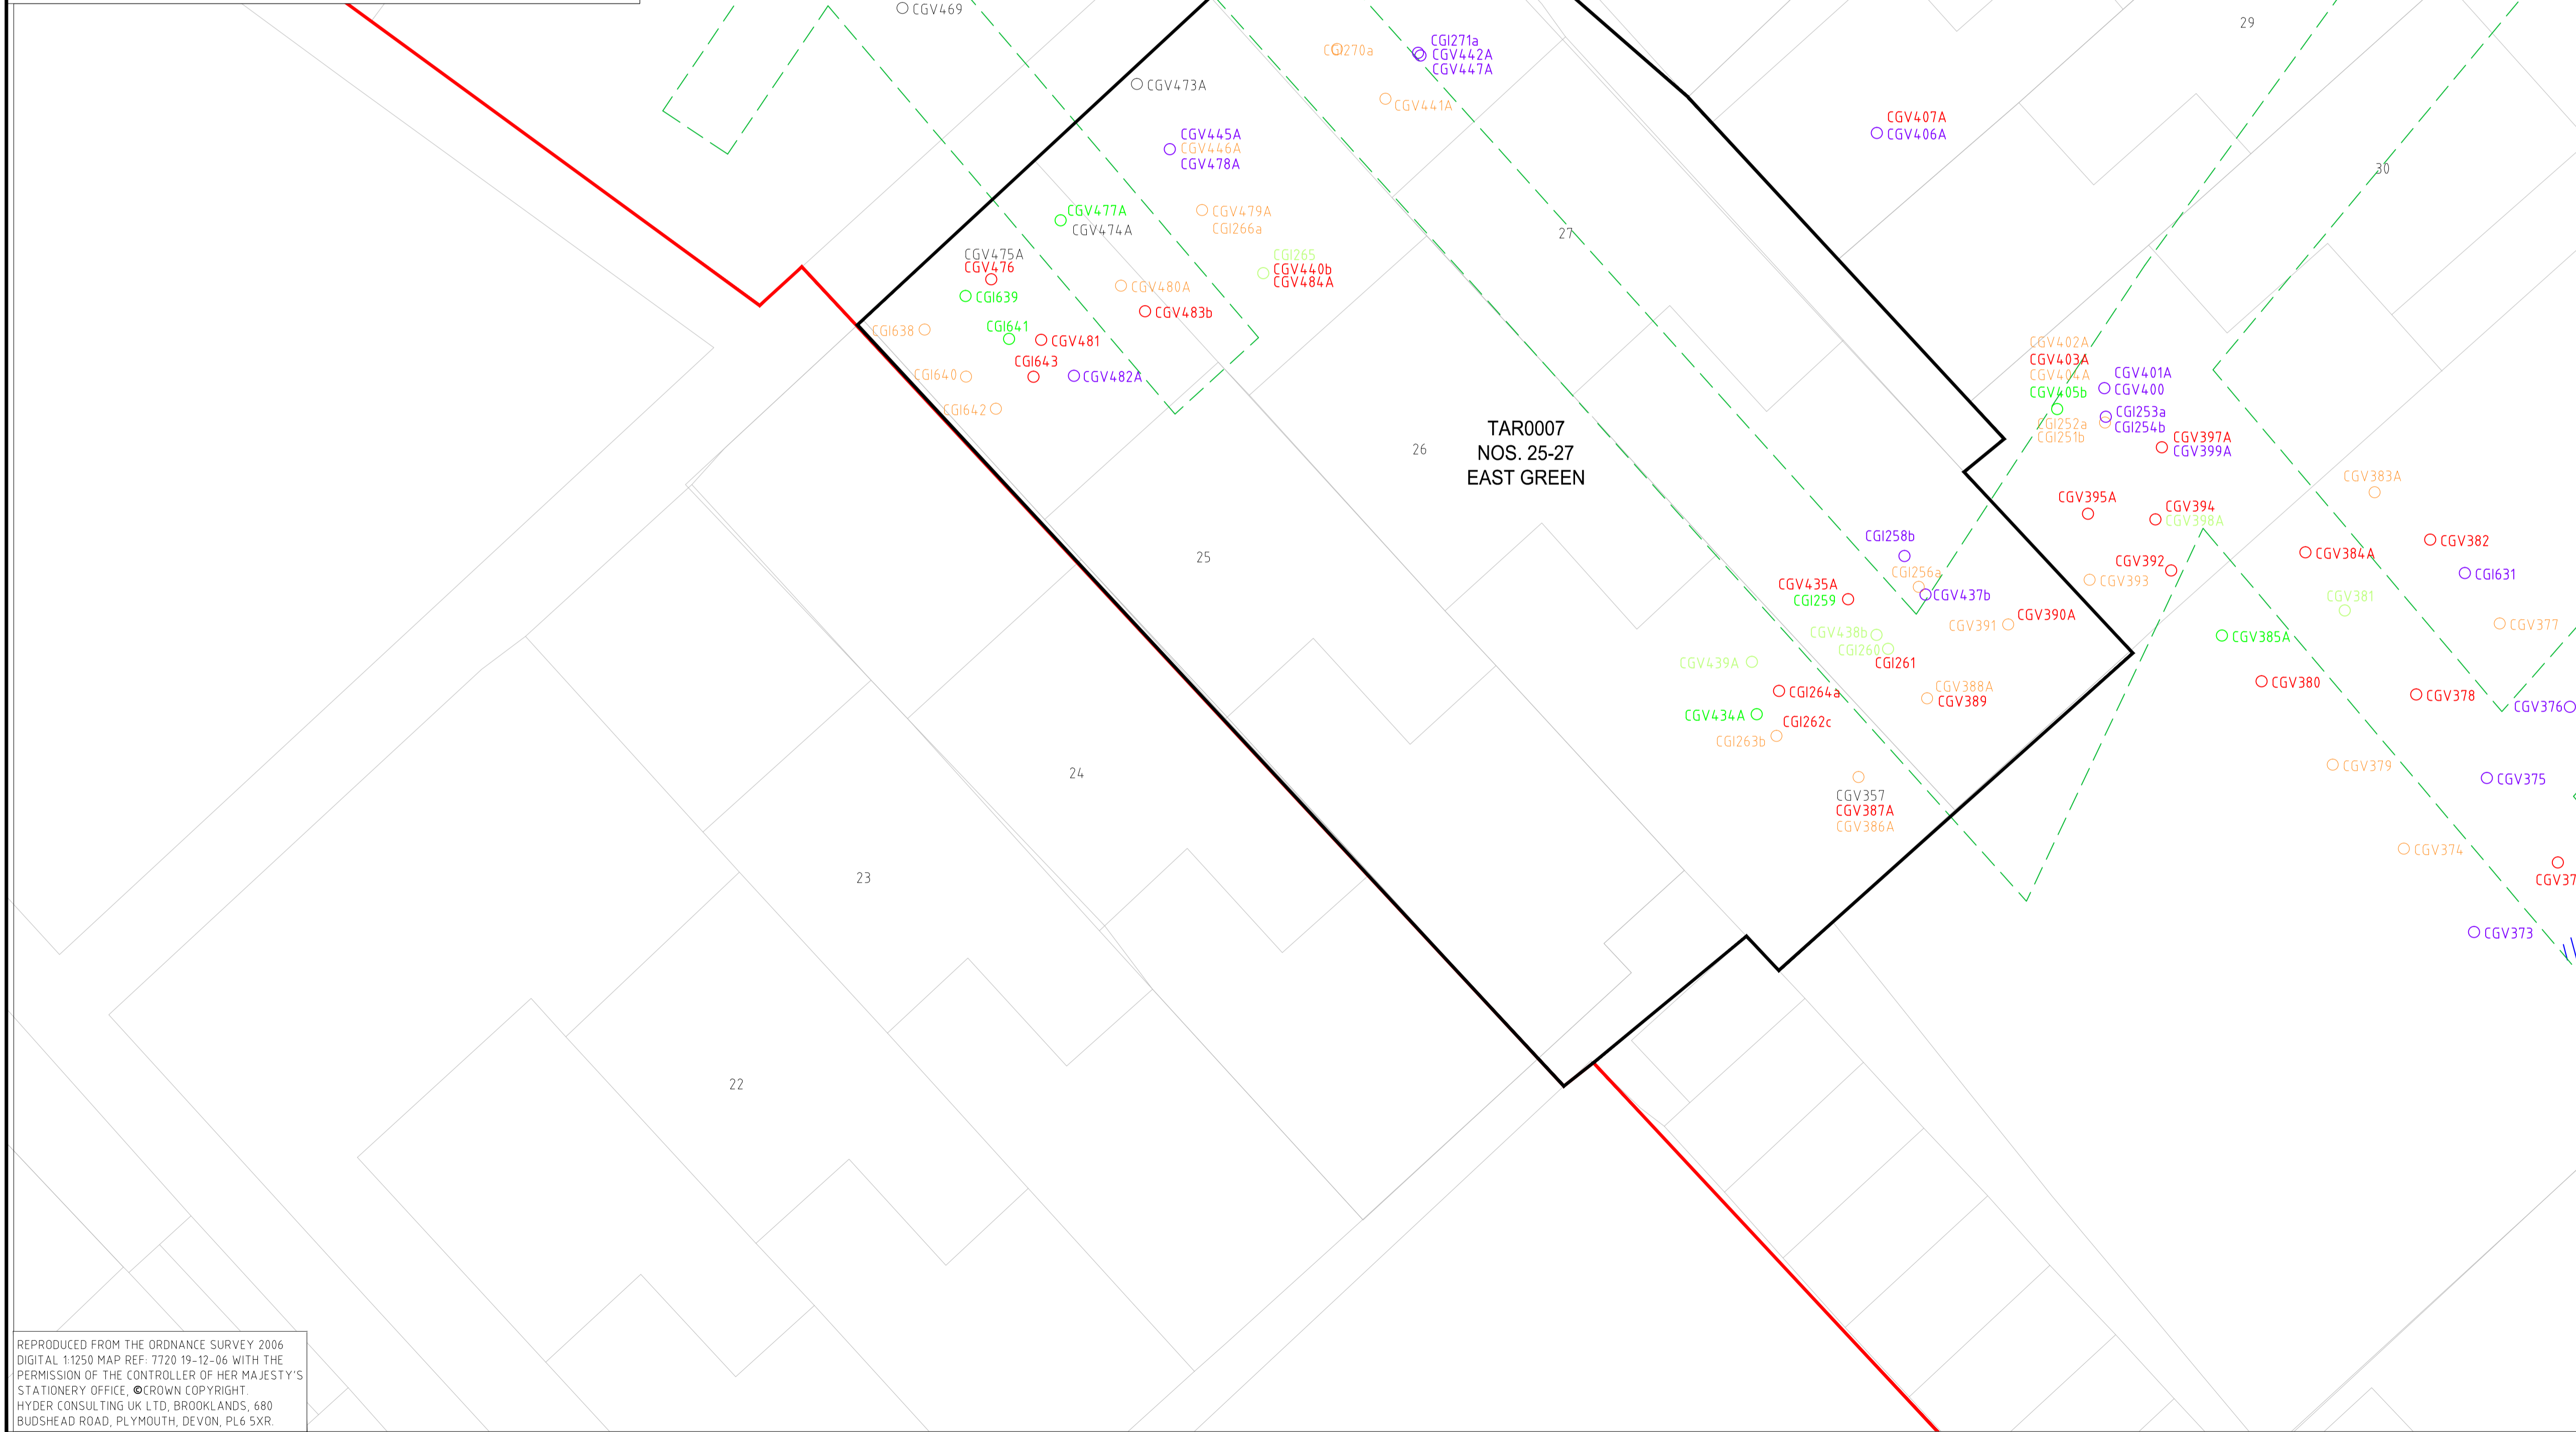 CGV469
29
CGI270a
CGI271a
CGV442A
CGV447A
CGV473A
CGV441A
CGV407A
CGV406A
CGV445A
CGV446A
CGV478A
30
CGV477A
CGV474A
CGV479A
CGI266a
27
CGV475A
CGV476
CGI265
CGV440b
CGV484A
CGI639
CGV480A
CGV483b
CGI638
CGI641
CGV481
CGI643
CGI640
CGV482A
CGI642
CGV402A
CGV403A
CGV404A
CGV405b
CGV401A
CGV400
CGI253a
CGI254b
CGI252a
CGI251b
CGV397A
CGV399A
TAR0007
NOS. 25-27
EAST GREEN
26
CGV383A
CGV395A
CGV394
CGV398A
CGV384A
CGV382
CGI258b
25
CGV392
CGV393
CGI631
CGI256a
CGV437b
CGV435A
CGI259
CGV381
CGV390A
CGV391
CGV377
CGV438b
CGI260
CGI261
CGV385A
CGV439A
CGV380
CGI264a
CGV388A
CGV389
CGV378
CGV376
CGV434A
CGI262c
CGI263b
24
CGV379
CGV375
CGV357
CGV387A
CGV386A
CGV374
23
CGV37
CGV373
22
REPRODUCED FROM THE ORDNANCE SURVEY 2006
DIGITAL 1:1250 MAP REF: 7720 19-12-06 WITH THE
PERMISSION OF THE CONTROLLER OF HER MAJESTY'S
STATIONERY OFFICE, ©CROWN COPYRIGHT.
HYDER CONSULTING UK LTD, BROOKLANDS, 680
BUDSHEAD ROAD, PLYMOUTH, DEVON, PL6 5XR.